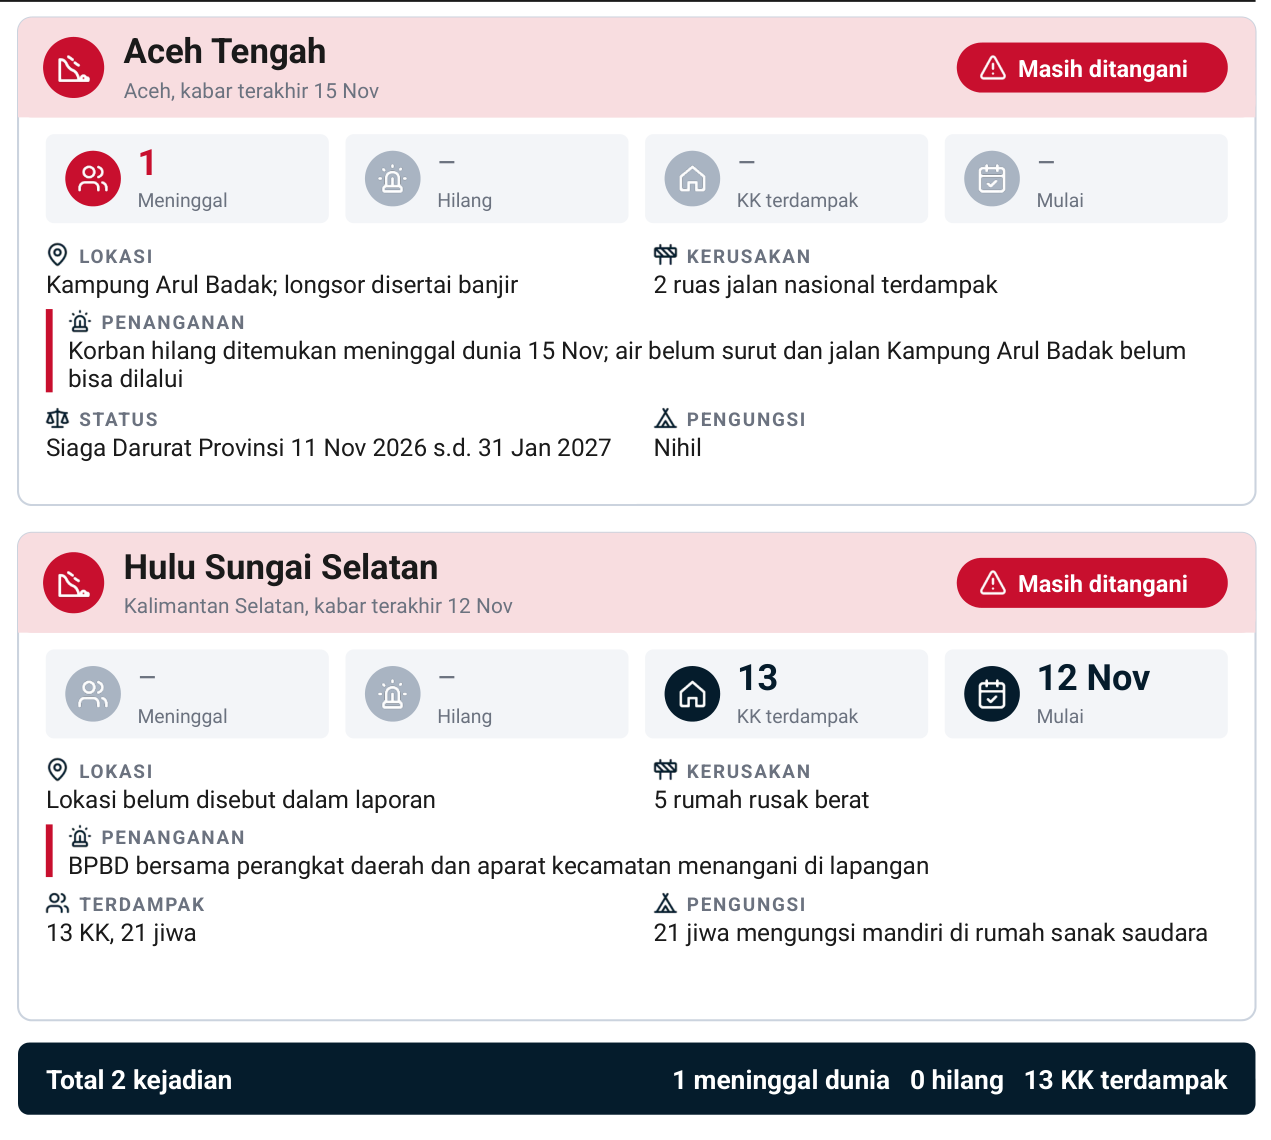 Aceh Tengah
Aceh, kabar terakhir 15 Nov
Masih ditangani
1
Meninggal
–
Hilang
–
KK terdampak
–
Mulai
LOKASI
Kampung Arul Badak; longsor disertai banjir
KERUSAKAN
2 ruas jalan nasional terdampak
PENANGANAN
Korban hilang ditemukan meninggal dunia 15 Nov; air belum surut dan jalan Kampung Arul Badak belum
bisa dilalui
STATUS
Siaga Darurat Provinsi 11 Nov 2026 s.d. 31 Jan 2027
PENGUNGSI
Nihil
Hulu Sungai Selatan
Kalimantan Selatan, kabar terakhir 12 Nov
Masih ditangani
–
Meninggal
–
Hilang
13
KK terdampak
12 Nov
Mulai
LOKASI
Lokasi belum disebut dalam laporan
KERUSAKAN
5 rumah rusak berat
PENANGANAN
BPBD bersama perangkat daerah dan aparat kecamatan menangani di lapangan
TERDAMPAK
13 KK, 21 jiwa
PENGUNGSI
21 jiwa mengungsi mandiri di rumah sanak saudara
Total 2 kejadian
1 meninggal dunia 0 hilang 13 KK terdampak